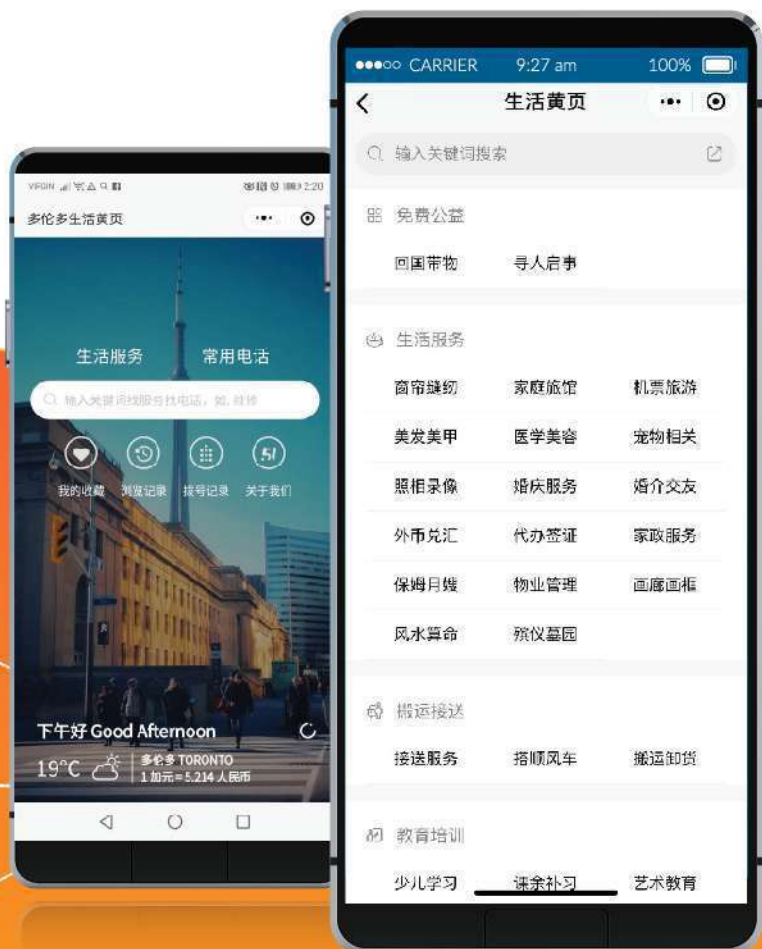 VIRGIN
2:20
多伦多生活黄页
生活服务 常用电话
输入关键词找服务找电话，如，维修
我的收藏 浏览记录 拨号记录 关于我们
下午好 Good Afternoon
19°C
多伦多 TORONTO
1 加元 = 5.214 人民币
CARRIER 9:27 am 100%
生活黄页
输入关键词搜索
免费公益
回国带物 寻人启事
生活服务
窗帘缝纫 家庭旅馆 机票旅游
美发美甲 医学美容 宠物相关
照相录像 婚庆服务 婚介交友
外币兑汇 代办签证 家政服务
保姆月嫂 物业管理 画廊画框
风水算命 殡仪墓园
搬运接送
接送服务 搭顺风车 搬运卸货
教育培训
少儿学习 课余补习 艺术教育